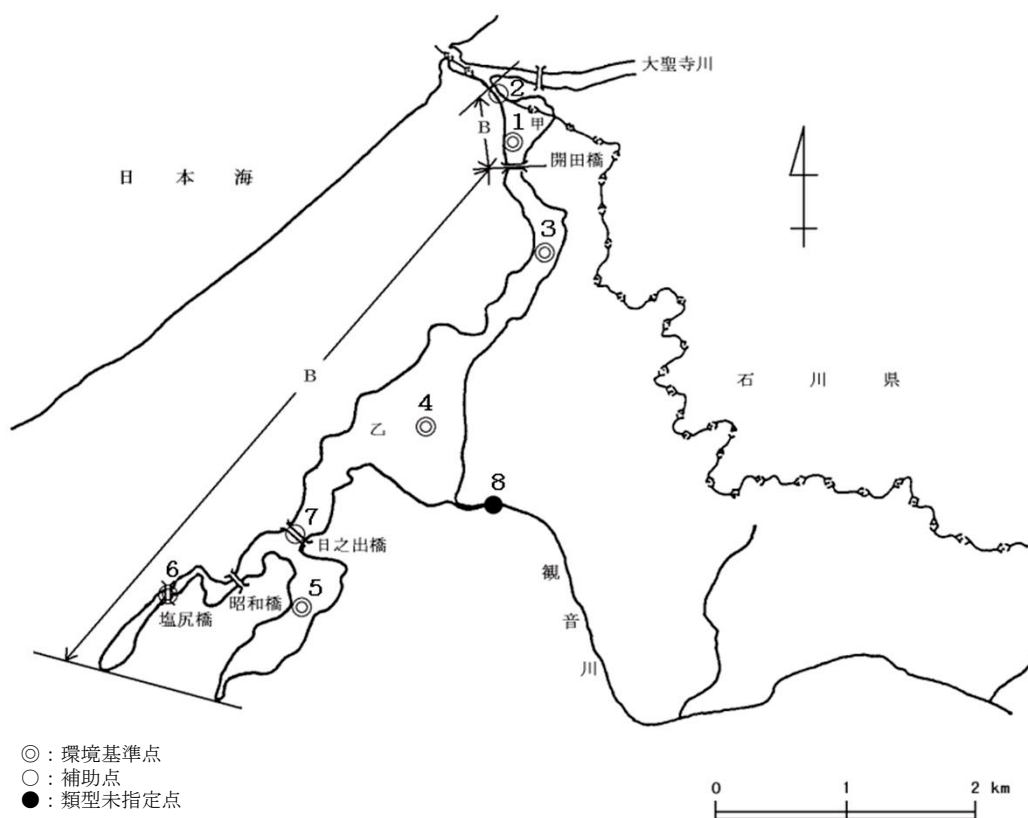 大聖寺川
2
B
甲
1
開田橋
日本海
3
B
石川県
4
乙
8
7
日之出橋
6
観音川
昭和橋
5
塩尻橋
◎：環境基準点
○：補助点
●：類型未指定点
0 1 2 km